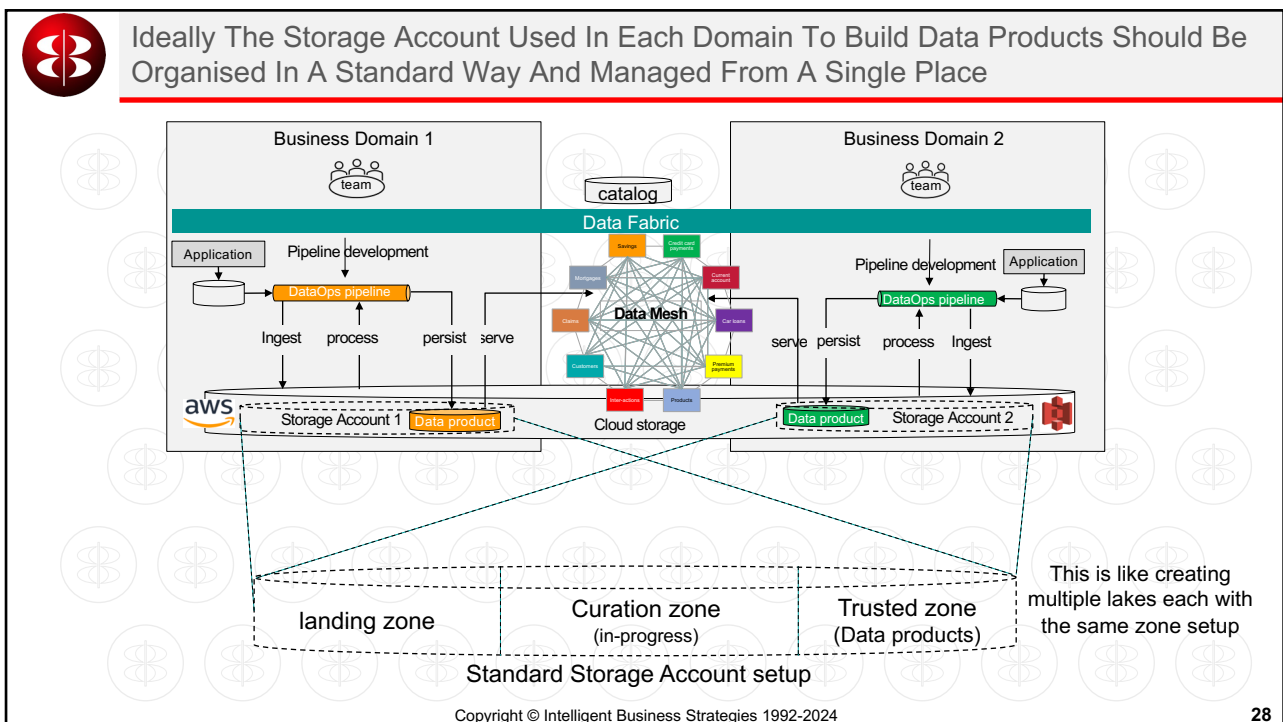 Ideally The Storage Account Used In Each Domain To Build Data Products Should Be
Organised In A Standard Way And Managed From A Single Place
Business Domain 1
team
catalog
Business Domain 2
team
Data Fabric
Application
Pipeline development
DataOps pipeline
Ingest
process
persist
serve
Savings
Credit card
payments
Mortgages
Current
account
Data Mesh
Claims
Car loans
Customers
Premium
payments
Inter-actions
Products
Pipeline development
Application
DataOps pipeline
serve
persist
process
Ingest
aws
Storage Account 1
Data product
Cloud storage
Data product
Storage Account 2
landing zone
Curation zone
(in-progress)
Trusted zone
(Data products)
This is like creating
multiple lakes each with
the same zone setup
Standard Storage Account setup
Copyright © Intelligent Business Strategies 1992-2024
28